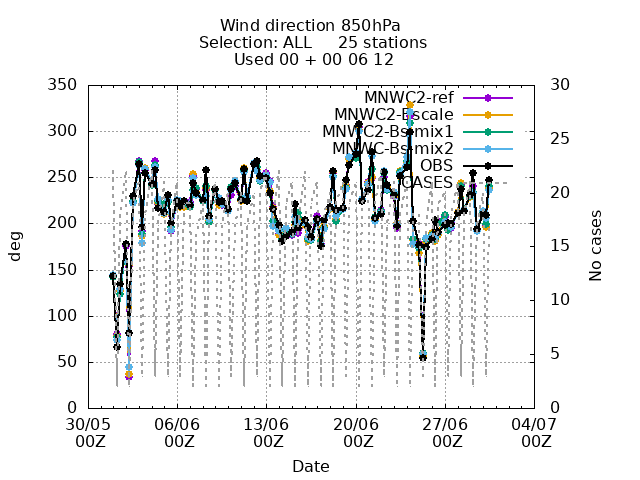 Wind direction 850hPa
Selection: ALL 25 stations
Used 00 + 00 06 12
350
300
250
200
150
100
50
0
deg
30
25
20
15
10
5
0
No cases
MNWC2-ref
MNWC2-Bscale
MNWC2-Bsmix1
MNWC-Bsmix2
OBS
CASES
30/05 06/06 13/06 20/06 27/06 04/07
00Z 00Z 00Z 00Z 00Z 00Z
Date